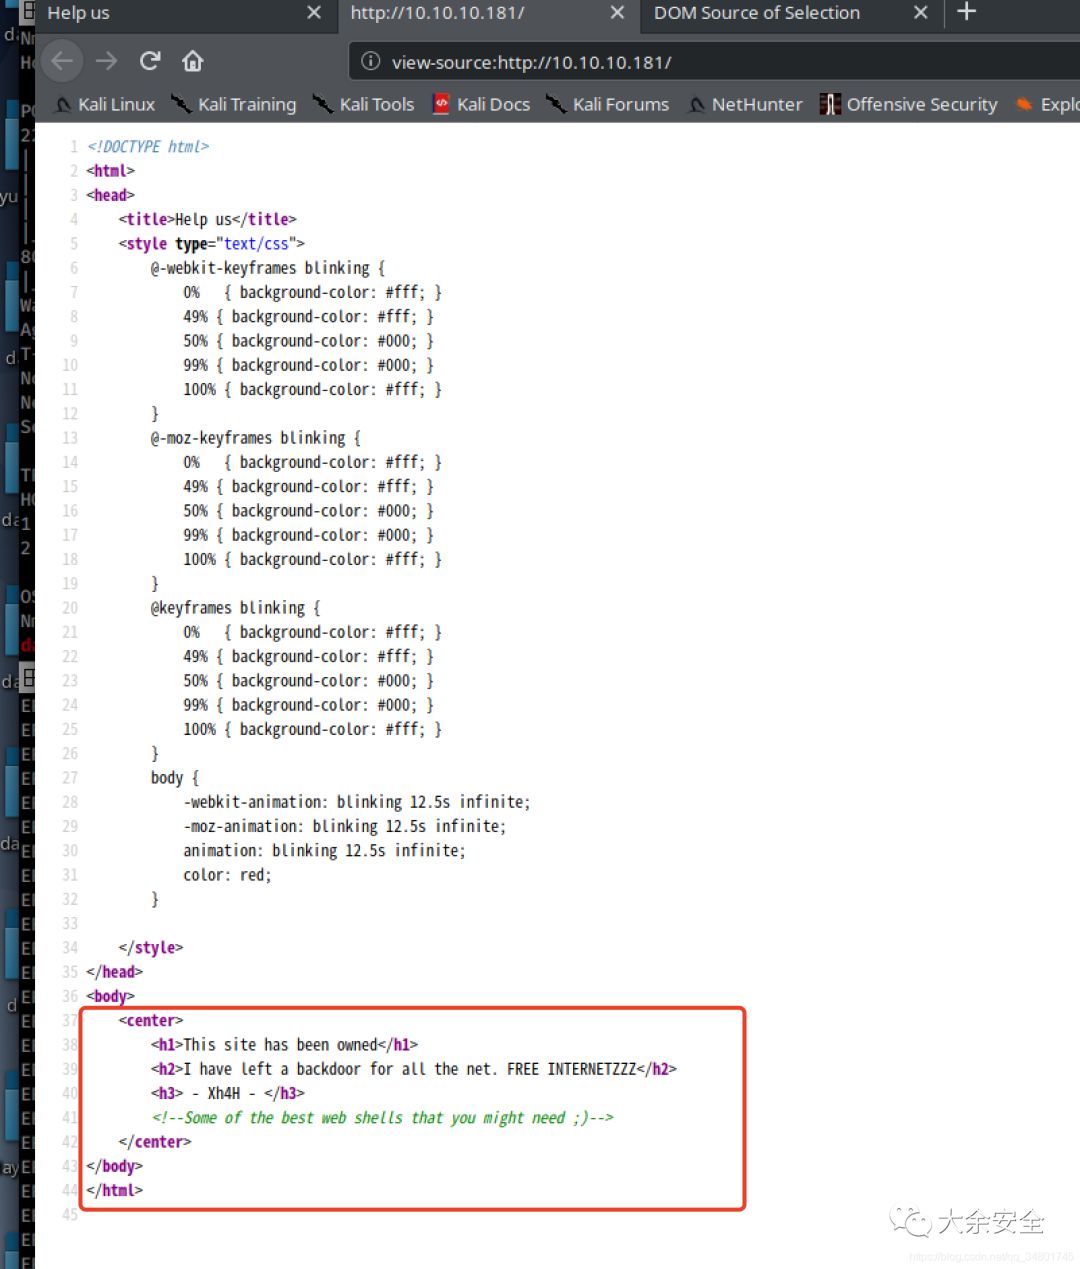 Help us
http://10.10.10.181/
DOM Source of Selection
view-source:http://10.10.10.181/
Kali Linux Kali Training Kali Tools Kali Docs Kali Forums NetHunter Offensive Security Explo
1 <!DOCTYPE html>
2 <html>
3 <head>
4 <title>Help us</title>
5 <style type="text/css">
6 @-webkit-keyframes blinking {
7 0% { background-color: #fff; }
8 49% { background-color: #fff; }
9 50% { background-color: #000; }
10 99% { background-color: #000; }
11 100% { background-color: #fff; }
12 }
13 @-moz-keyframes blinking {
14 0% { background-color: #fff; }
15 49% { background-color: #fff; }
16 50% { background-color: #000; }
17 99% { background-color: #000; }
18 100% { background-color: #fff; }
19 }
20 @keyframes blinking {
21 0% { background-color: #fff; }
22 49% { background-color: #fff; }
23 50% { background-color: #000; }
24 99% { background-color: #000; }
25 100% { background-color: #fff; }
26 }
27 body {
28 -webkit-animation: blinking 12.5s infinite;
29 -moz-animation: blinking 12.5s infinite;
30 animation: blinking 12.5s infinite;
31 color: red;
32 }
33
34 </style>
35 </head>
36 <body>
37 <center>
38 <h1>This site has been owned</h1>
39 <h2>I have left a backdoor for all the net. FREE INTERNETZZZ</h2>
40 <h3> - Xh4H - </h3>
41 <!--Some of the best web shells that you might need ;)-->
42 </center>
43 </body>
44 </html>
45
大余安全
https://blog.csdn.net/qq_34801745